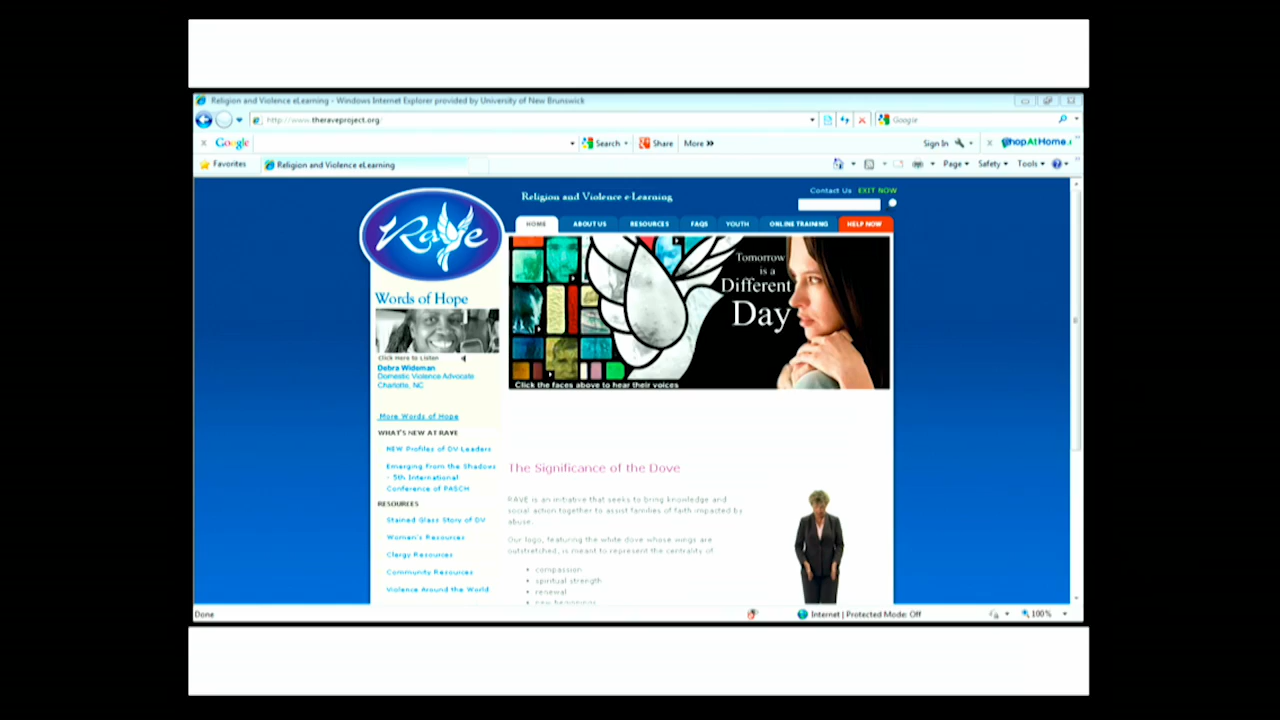 Religion and Violence eLearning - Windows Internet Explorer provided by University of New Brunswick
http://www.theraveproject.org
Google
Google
Search
Share
More
Sign In
ShopAtHome.c
Favorites
Religion and Violence eLearning
Page
Safety
Tools
Religion and Violence e-Learning
Contact Us EXIT NOW
HOME
ABOUT US
RESOURCES
FAQS
YOUTH
ONLINE TRAINING
HELP NOW
Rave
Tomorrow
is a
Different
Day
Click the faces above to hear their voices
Words of Hope
Click Here to Listen
Debra Wideman
Domestic Violence Advocate
Charlotte, NC
More Words of Hope
WHAT'S NEW AT RAVE
NEW Profiles of DV Leaders
Emerging from the Shadows
- 5th International
Conference of RASCH
RESOURCES
Stained Glass Story of DV
Women's Resources
Clergy Resources
Community Resources
Violence Around the World
The Significance of the Dove
RAVE is an initiative that seeks to bring knowledge and
social action together to assist families of faith impacted by
abuse.
Our logo, featuring the white dove whose wings are
outstretched, is meant to represent the centrality of
compassion
spiritual strength
renewal
new beginnings
Done
Internet | Protected Mode: Off
100%